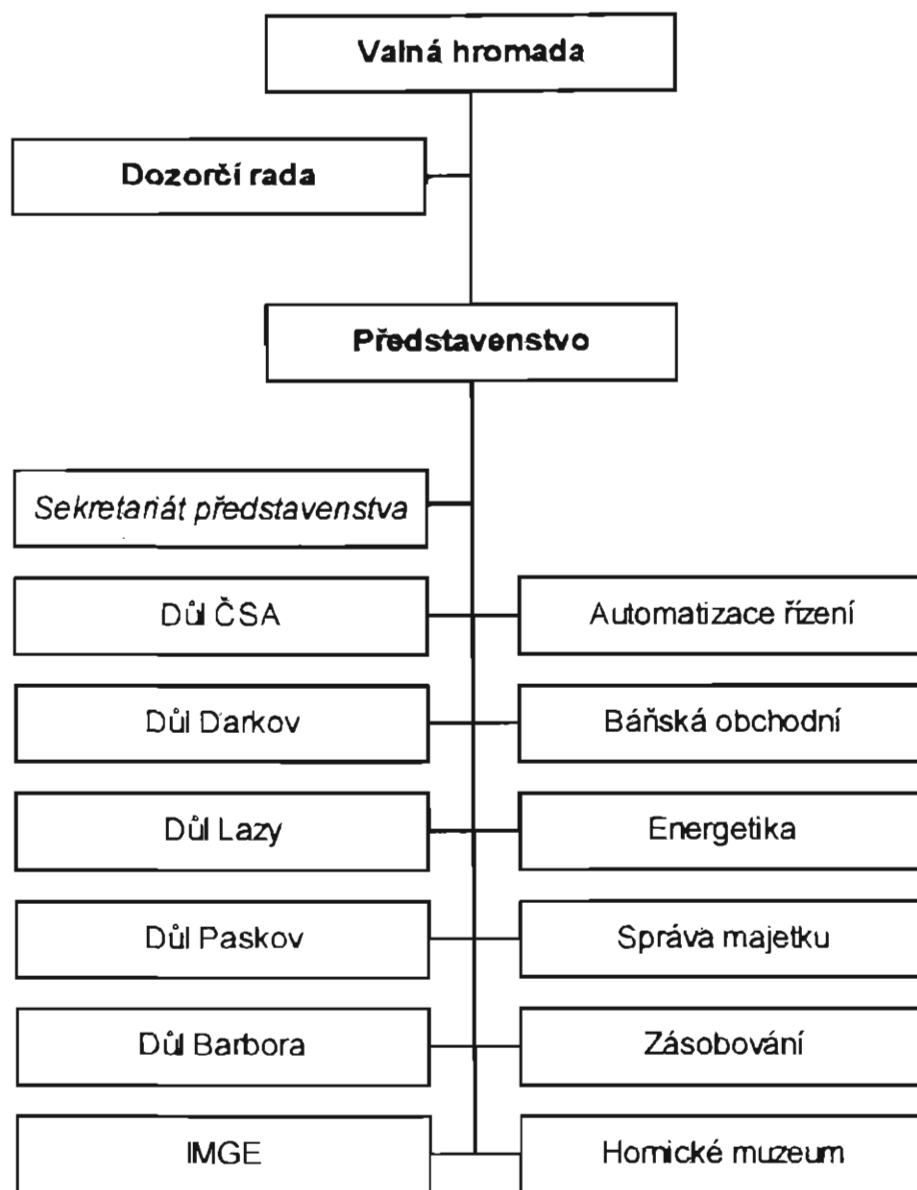 Valná hromada
Dozorčí rada
Představenstvo
Sekretariát představenstva
Důl ČSA
Automatizace řízení
Důl Darkov
Báňská obchodní
Důl Lazy
Energetika
Důl Paskov
Správa majetku
Důl Barbora
Zásobování
IMGE
Hornické muzeum